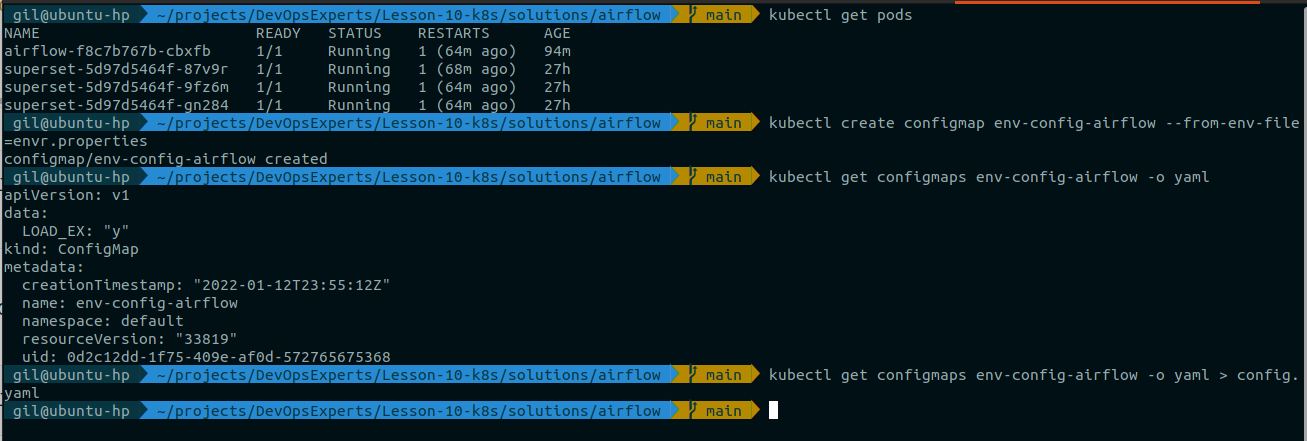 gil@ubuntu-hp ~/projects/DevOpsExperts/Lesson-10-k8s/solutions/airflow main kubectl get pods
NAME READY STATUS RESTARTS AGE
airflow-f8c7b767b-cbxfb 1/1 Running 1 (64m ago) 94m
superset-5d97d5464f-87v9r 1/1 Running 1 (68m ago) 27h
superset-5d97d5464f-9fz6m 1/1 Running 1 (64m ago) 27h
superset-5d97d5464f-gn284 1/1 Running 1 (64m ago) 27h
gil@ubuntu-hp ~/projects/DevOpsExperts/Lesson-10-k8s/solutions/airflow main kubectl create configmap env-config-airflow --from-env-file
=envr.properties
configmap/env-config-airflow created
gil@ubuntu-hp ~/projects/DevOpsExperts/Lesson-10-k8s/solutions/airflow main kubectl get configmaps env-config-airflow -o yaml
apiVersion: v1
data:
  LOAD_EX: "y"
kind: ConfigMap
metadata:
  creationTimestamp: "2022-01-12T23:55:12Z"
  name: env-config-airflow
  namespace: default
  resourceVersion: "33819"
  uid: 0d2c12dd-1f75-409e-af0d-572765675368
gil@ubuntu-hp ~/projects/DevOpsExperts/Lesson-10-k8s/solutions/airflow main kubectl get configmaps env-config-airflow -o yaml > config.
yaml
gil@ubuntu-hp ~/projects/DevOpsExperts/Lesson-10-k8s/solutions/airflow main